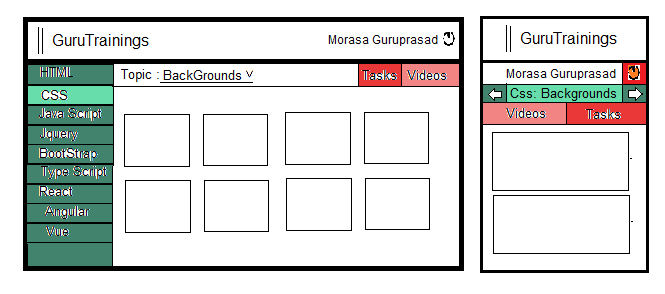 GuruTrainings
Morasa Guruprasad
HTML
CSS
Java Script
Jquery
BootStrap
Type Script
React
Angular
Vue
Topic : BackGrounds V
Tasks Videos
GuruTrainings
Morasa Guruprasad
Css: Backgrounds
Videos Tasks